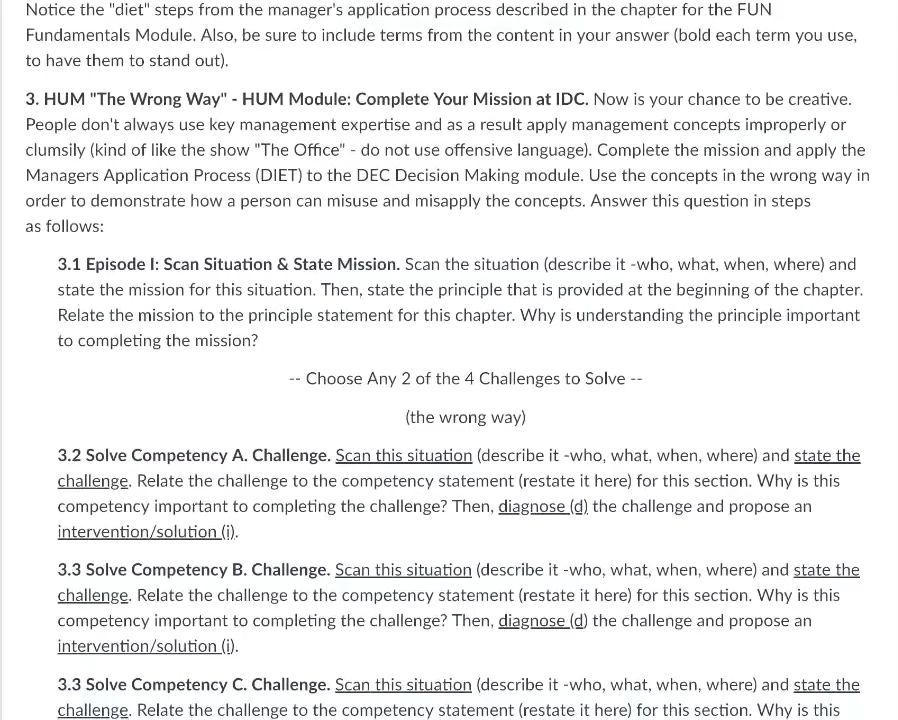 Notice the "diet" steps from the manager's application process described in the chapter for the FUN
Fundamentals Module. Also, be sure to include terms from the content in your answer (bold each term you use,
to have them to stand out).
3. HUM "The Wrong Way" - HUM Module: Complete Your Mission at IDC. Now is your chance to be creative.
People don't always use key management expertise and as a result apply management concepts improperly or
clumsily (kind of like the show "The Office" - do not use offensive language). Complete the mission and apply the
Managers Application Process (DIET) to the DEC Decision Making module. Use the concepts in the wrong way in
order to demonstrate how a person can misuse and misapply the concepts. Answer this question in steps
as follows:
3.1 Episode I: Scan Situation & State Mission. Scan the situation (describe it -who, what, when, where) and
state the mission for this situation. Then, state the principle that is provided at the beginning of the chapter.
Relate the mission to the principle statement for this chapter. Why is understanding the principle important
to completing the mission?
-- Choose Any 2 of the 4 Challenges to Solve --
(the wrong way)
3.2 Solve Competency A. Challenge. Scan this situation (describe it -who, what, when, where) and state the
challenge. Relate the challenge to the competency statement (restate it here) for this section. Why is this
competency important to completing the challenge? Then, diagnose (d) the challenge and propose an
intervention/solution (i).
3.3 Solve Competency B. Challenge. Scan this situation (describe it -who, what, when, where) and state the
challenge. Relate the challenge to the competency statement (restate it here) for this section. Why is this
competency important to completing the challenge? Then, diagnose (d) the challenge and propose an
intervention/solution (i).
3.3 Solve Competency C. Challenge. Scan this situation (describe it -who, what, when, where) and state the
challenge. Relate the challenge to the competency statement (restate it here) for this section. Why is this